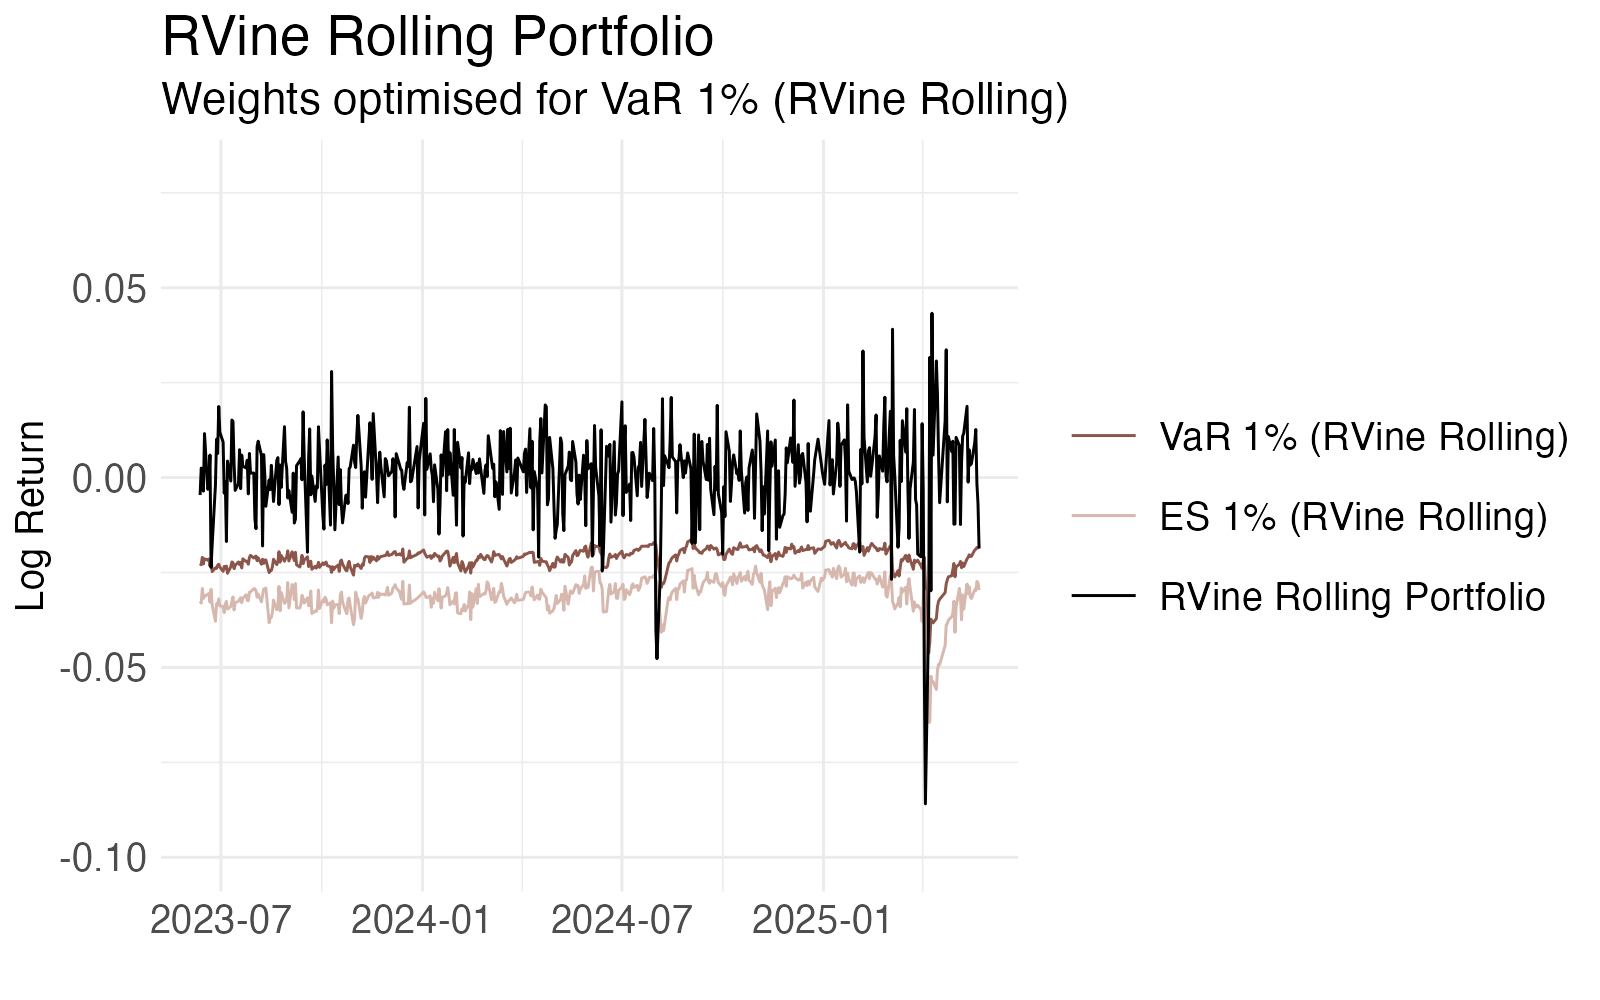 RVine Rolling Portfolio
Weights optimised for VaR 1% (RVine Rolling)
Log Return
0.05
0.00
-0.05
-0.10
2023-07
2024-01
2024-07
2025-01
VaR 1% (RVine Rolling)
ES 1% (RVine Rolling)
RVine Rolling Portfolio